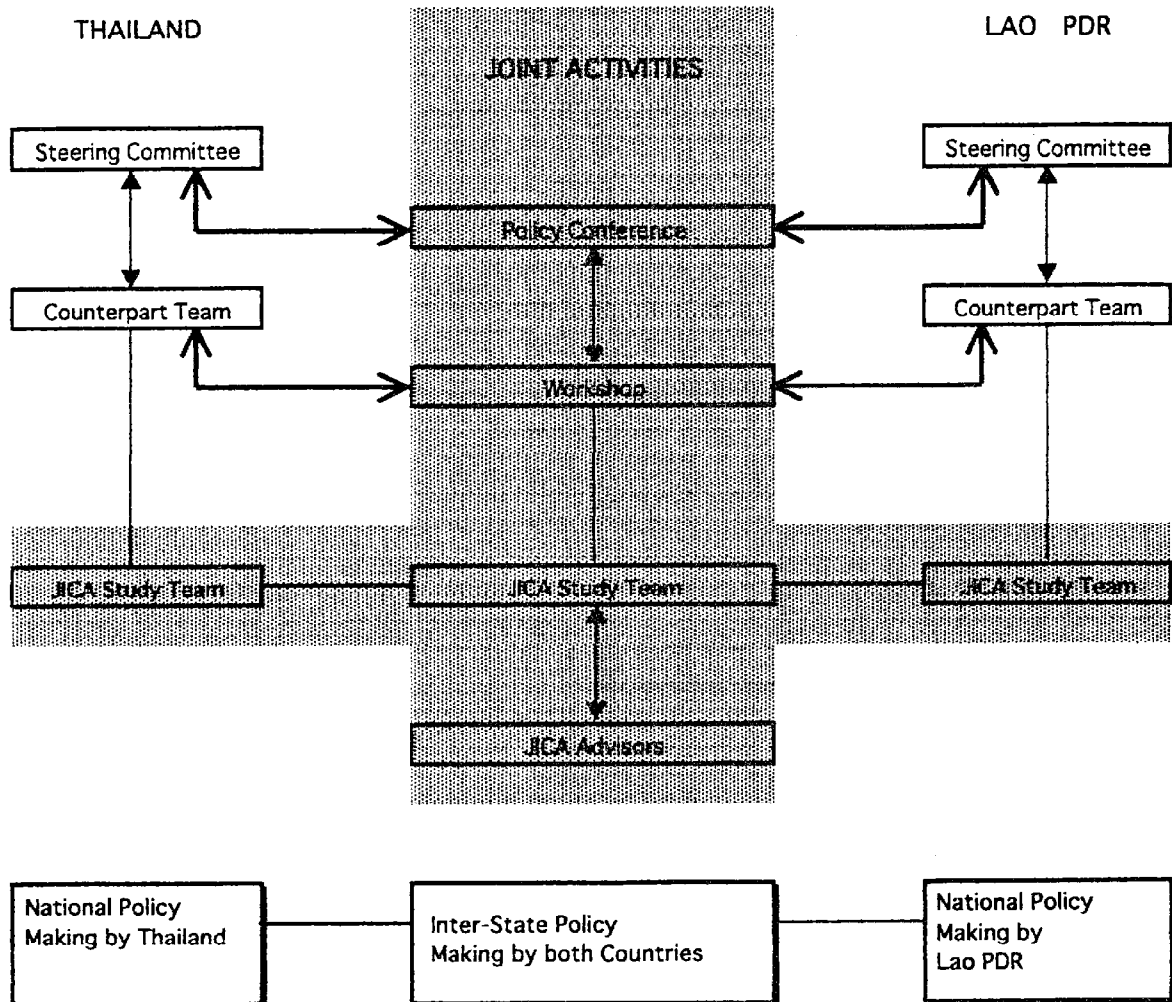 THAILAND
LAO PDR
JOINT ACTIVITIES
Steering Committee
Steering Committee
Policy Conference
Counterpart Team
Counterpart Team
Workshop
JICA Study Team
JICA Study Team
JICA Study Team
JICA Advisors
National Policy
Making by Thailand
Inter-State Policy
Making by both Countries
National Policy
Making by
Lao PDR